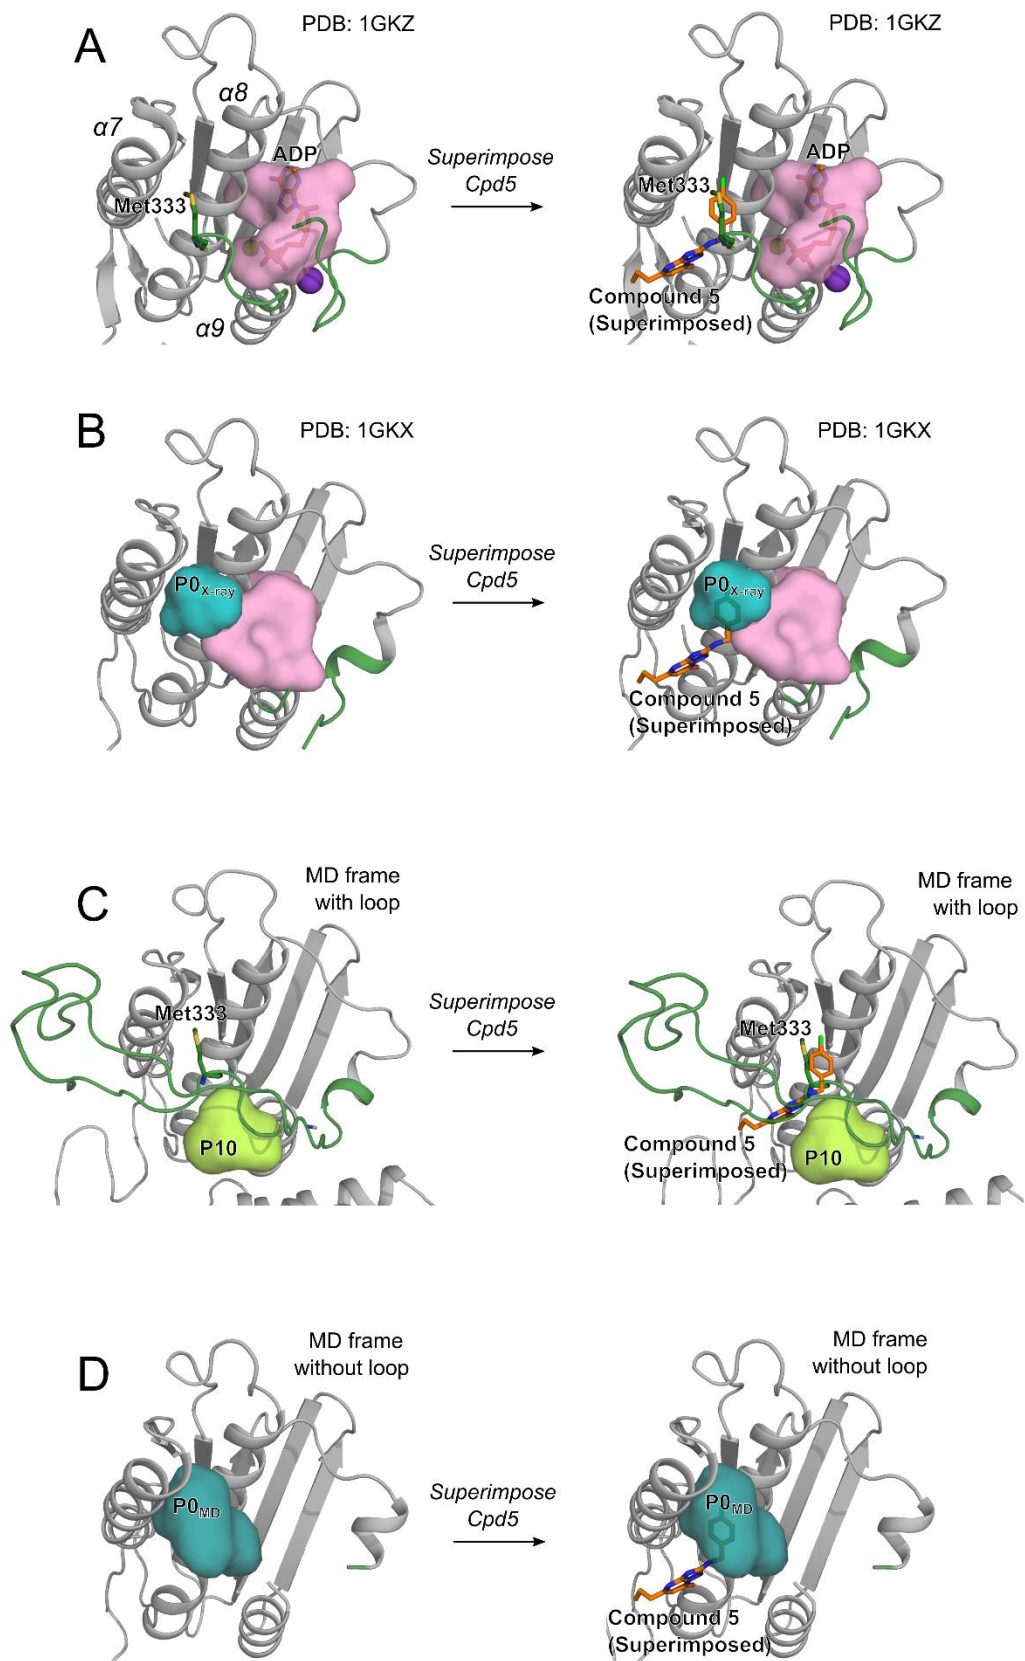 A
PDB: 1GKZ
α7
α8
ADP
Met333
α9
Superimpose
Cpd5
PDB: 1GKZ
ADP
Met333
Compound 5
(Superimposed)
B
PDB: 1GKX
P0X-ray
Superimpose
Cpd5
PDB: 1GKX
P0X-ray
Compound 5
(Superimposed)
C
MD frame
with loop
Met333
P10
Superimpose
Cpd5
MD frame
with loop
Met333
Compound 5
(Superimposed)
P10
D
MD frame
without loop
P0MD
Superimpose
Cpd5
MD frame
without loop
P0MD
Compound 5
(Superimposed)